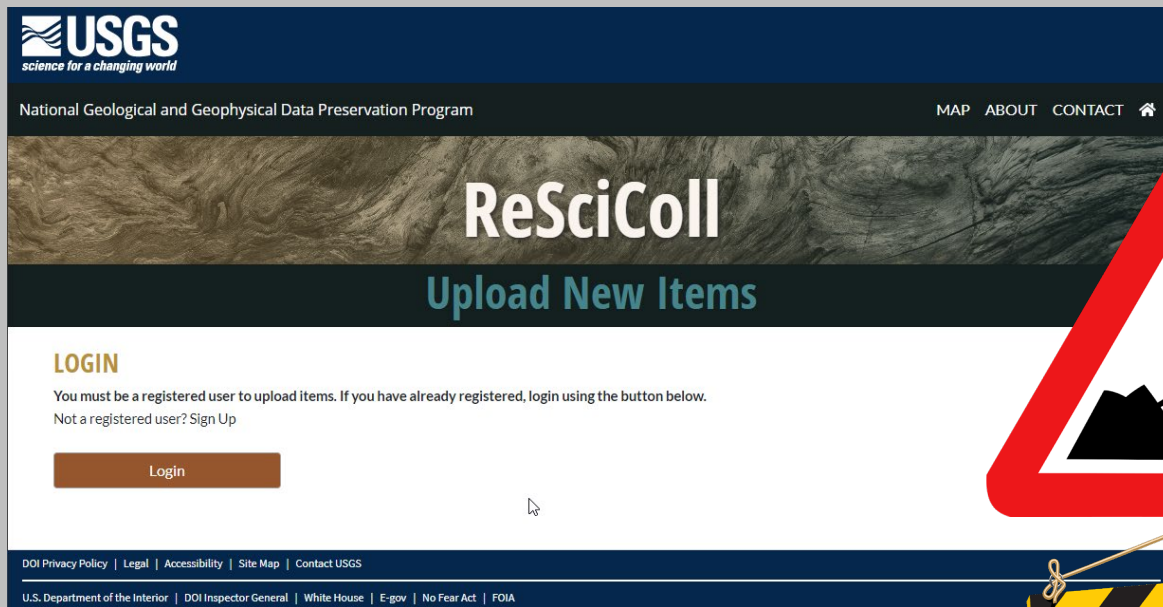 USGS
science for a changing world
National Geological and Geophysical Data Preservation Program MAP ABOUT CONTACT
ReSciColl
Upload New Items
LOGIN
You must be a registered user to upload items. If you have already registered, login using the button below.
Not a registered user? Sign Up
Login
DOI Privacy Policy | Legal | Accessibility | Site Map | Contact USGS
U.S. Department of the Interior | DOI Inspector General | White House | E-gov | No Fear Act | FOIA